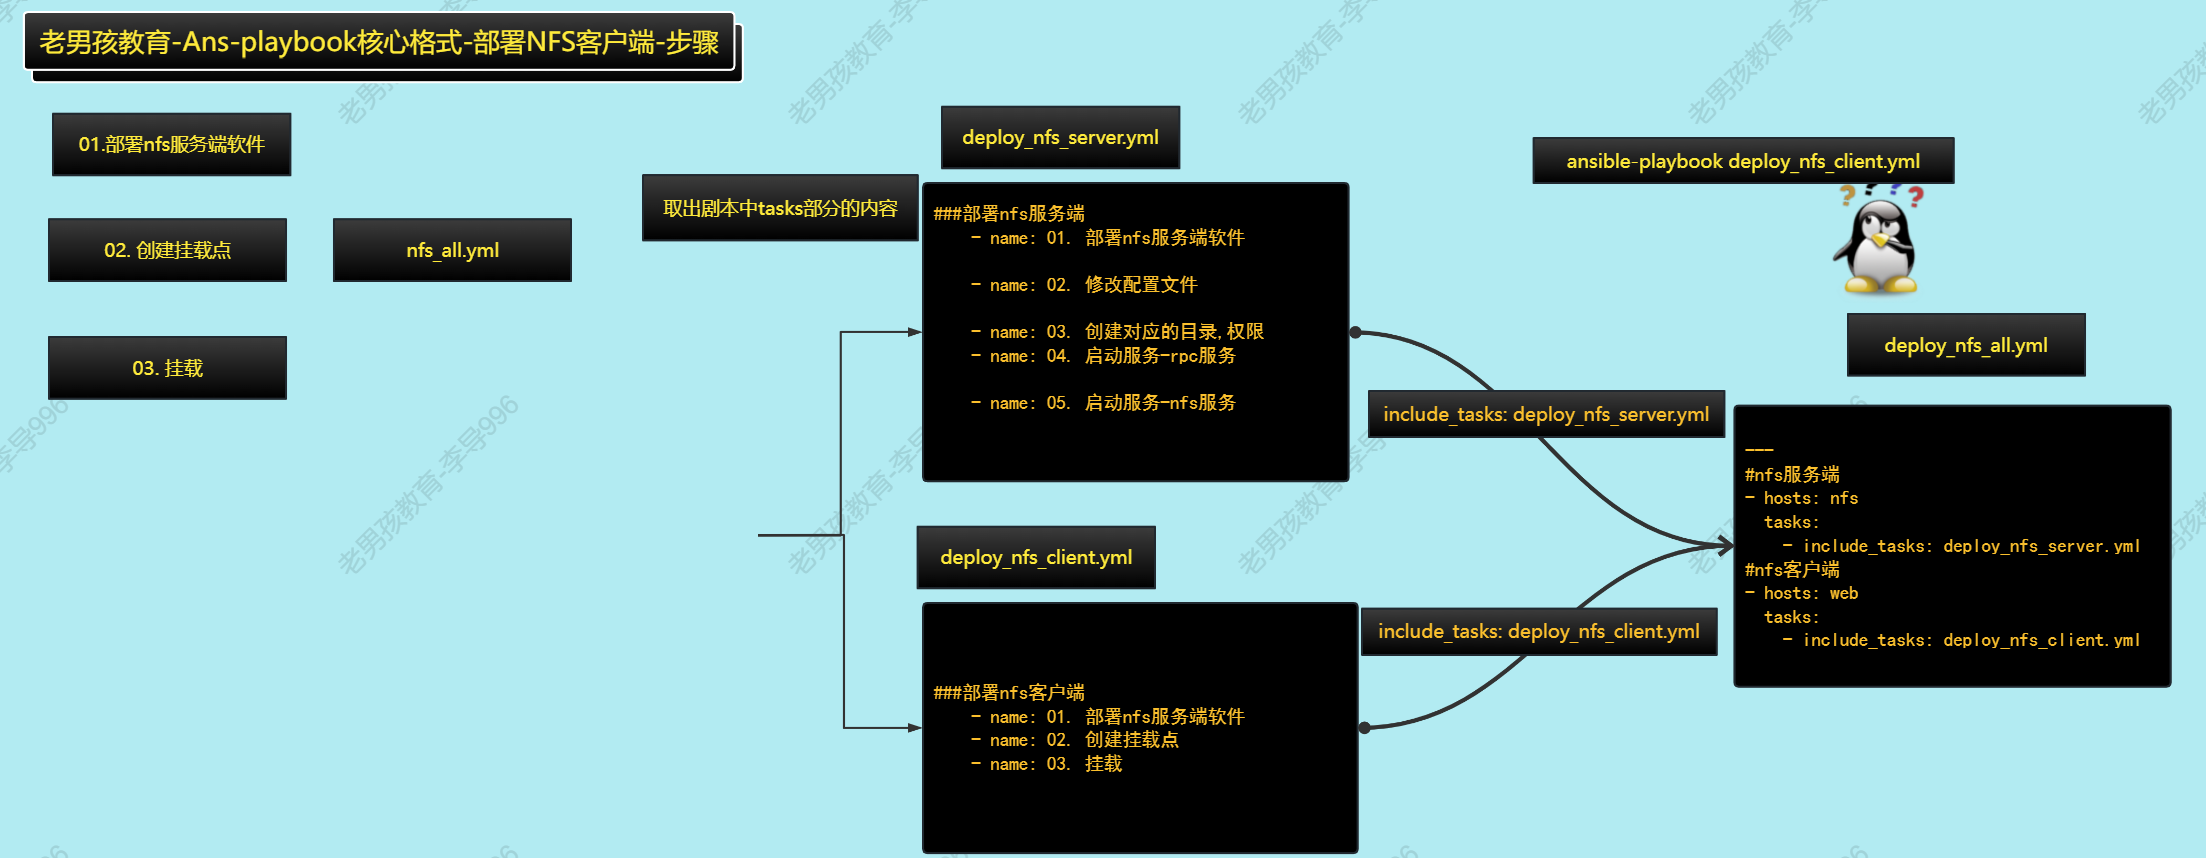 老男孩教育-Ans-playbook核心格式-部署NFS客户端-步骤
01.部署nfs服务端软件
02. 创建挂载点
03. 挂载
nfs_all.yml
取出剧本中tasks部分的内容
deploy_nfs_server.yml
###部署nfs服务端
- name: 01. 部署nfs服务端软件
- name: 02. 修改配置文件
- name: 03. 创建对应的目录,权限
- name: 04. 启动服务-rpc服务
- name: 05. 启动服务-nfs服务
deploy_nfs_client.yml
###部署nfs客户端
- name: 01. 部署nfs服务端软件
- name: 02. 创建挂载点
- name: 03. 挂载
include_tasks: deploy_nfs_server.yml
include_tasks: deploy_nfs_client.yml
ansible-playbook deploy_nfs_client.yml
? ? ? ?
deploy_nfs_all.yml
---
#nfs服务端
- hosts: nfs
tasks:
- include_tasks: deploy_nfs_server.yml
#nfs客户端
- hosts: web
tasks:
- include_tasks: deploy_nfs_client.yml
老男孩教育-李导996